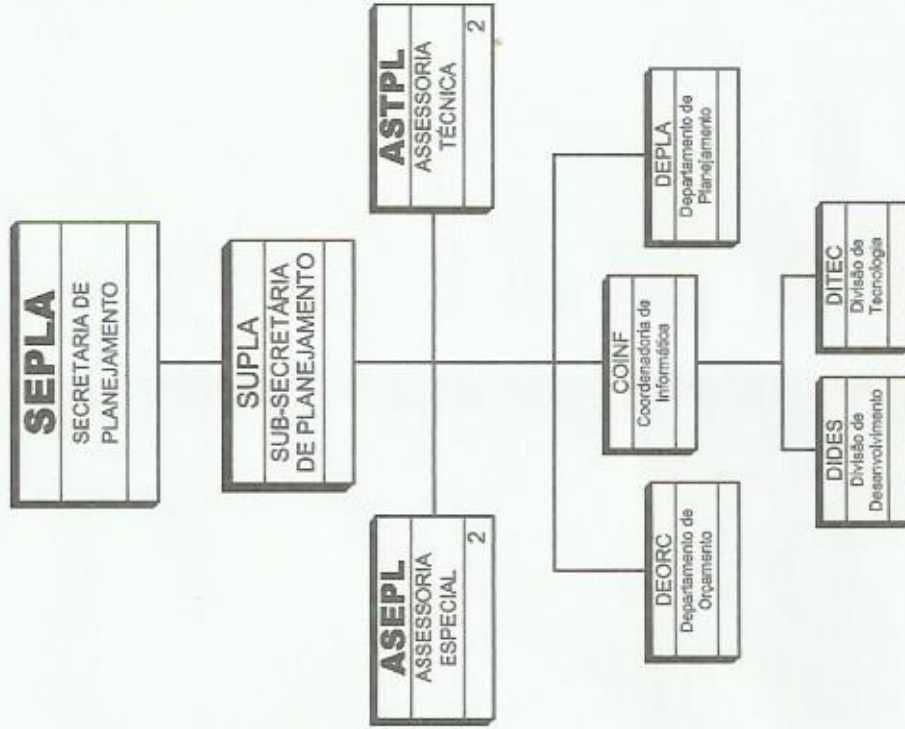 SEPLA
SECRETARIA DE
PLANEJAMENTO
SUPLA
SUB-SECRETÁRIA
DE PLANEJAMENTO
ASEPL
ASSESSORIA
ESPECIAL
2
ASTPL
ASSESSORIA
TÉCNICA
2
DEORC
Departamento de
Orçamento
COINF
Coordenadoria de
Informática
DEPLA
Departamento de
Planejamento
DIDES
Divisão de
Desenvolvimento
DITEC
Divisão de
Tecnologia